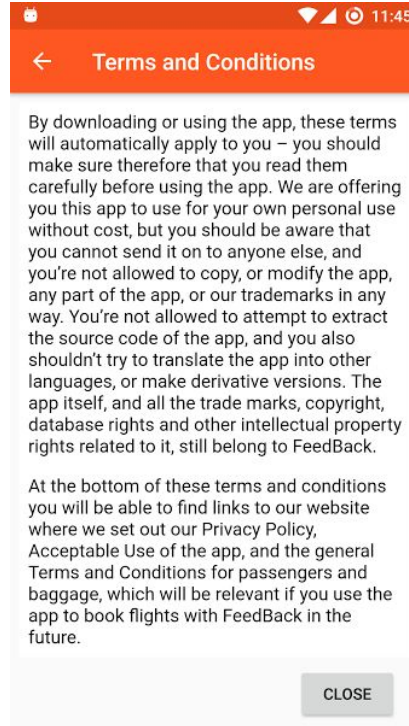 11:45
Terms and Conditions
By downloading or using the app, these terms
will automatically apply to you – you should
make sure therefore that you read them
carefully before using the app. We are offering
you this app to use for your own personal use
without cost, but you should be aware that
you cannot send it on to anyone else, and
you’re not allowed to copy, or modify the app,
any part of the app, or our trademarks in any
way. You’re not allowed to attempt to extract
the source code of the app, and you also
shouldn’t try to translate the app into other
languages, or make derivative versions. The
app itself, and all the trade marks, copyright,
database rights and other intellectual property
rights related to it, still belong to FeedBack.
At the bottom of these terms and conditions
you will be able to find links to our website
where we set out our Privacy Policy,
Acceptable Use of the app, and the general
Terms and Conditions for passengers and
baggage, which will be relevant if you use the
app to book flights with FeedBack in the
future.
CLOSE